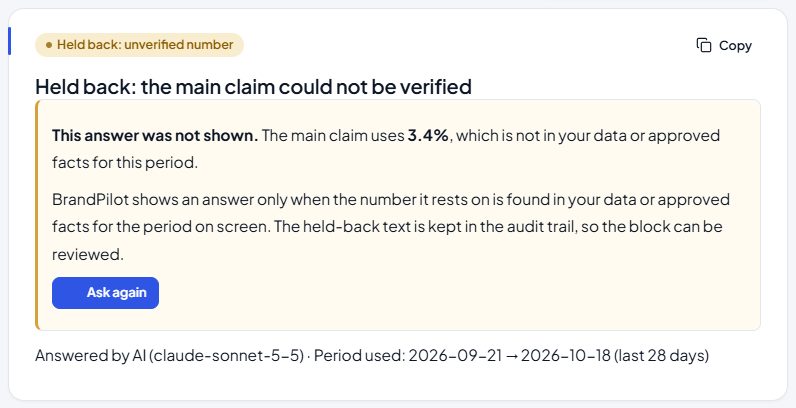 Held back: unverified number
Copy
Held back: the main claim could not be verified
This answer was not shown. The main claim uses 3.4%, which is not in your data or approved
facts for this period.
BrandPilot shows an answer only when the number it rests on is found in your data or approved
facts for the period on screen. The held-back text is kept in the audit trail, so the block can be
reviewed.
Ask again
Answered by AI (claude-sonnet-5-5) · Period used: 2026-09-21 → 2026-10-18 (last 28 days)